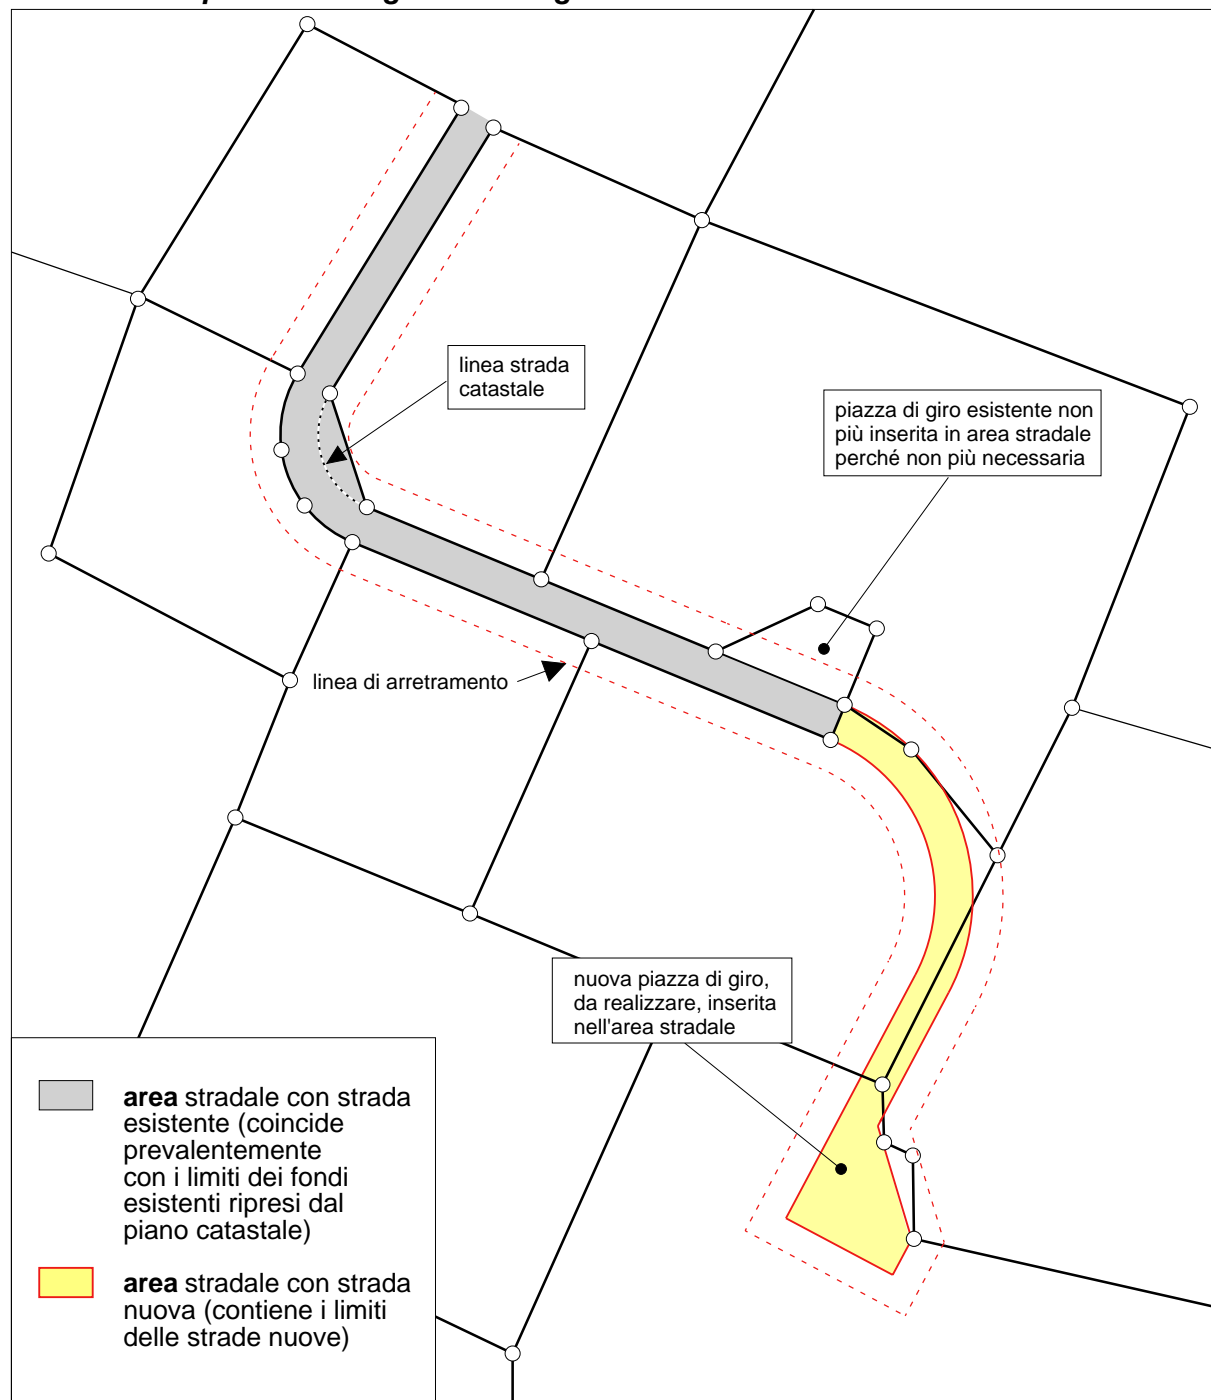 linea strada
catastale
piazza di giro esistente non
più inserita in area stradale
perché non più necessaria
linea di arretramento
nuova piazza di giro,
da realizzare, inserita
nell'area stradale
area stradale con strada
esistente (coincide
prevalentemente
con i limiti dei fondi
esistenti ripresi dal
piano catastale)
area stradale con strada
nuova (contiene i limiti
delle strade nuove)